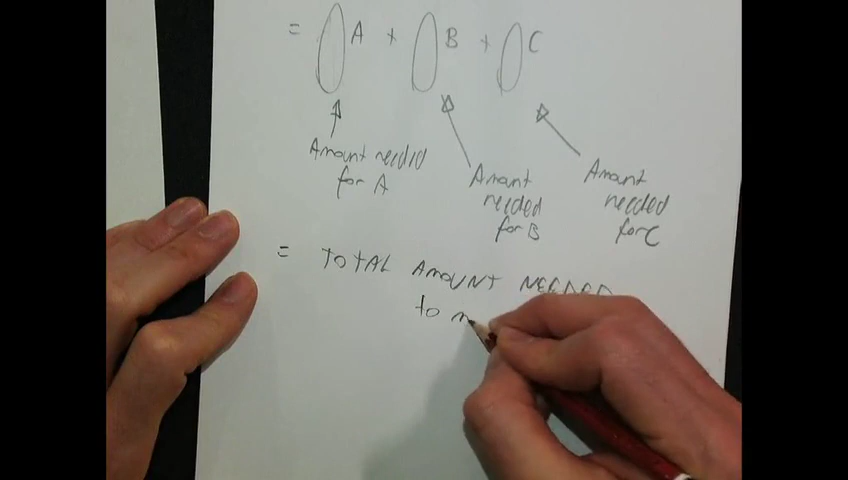 = A + B + C
Amount needed
for A
Amount
needed
for B
Amount
needed
for C
= TOTAL AMOUNT NEEDED
to